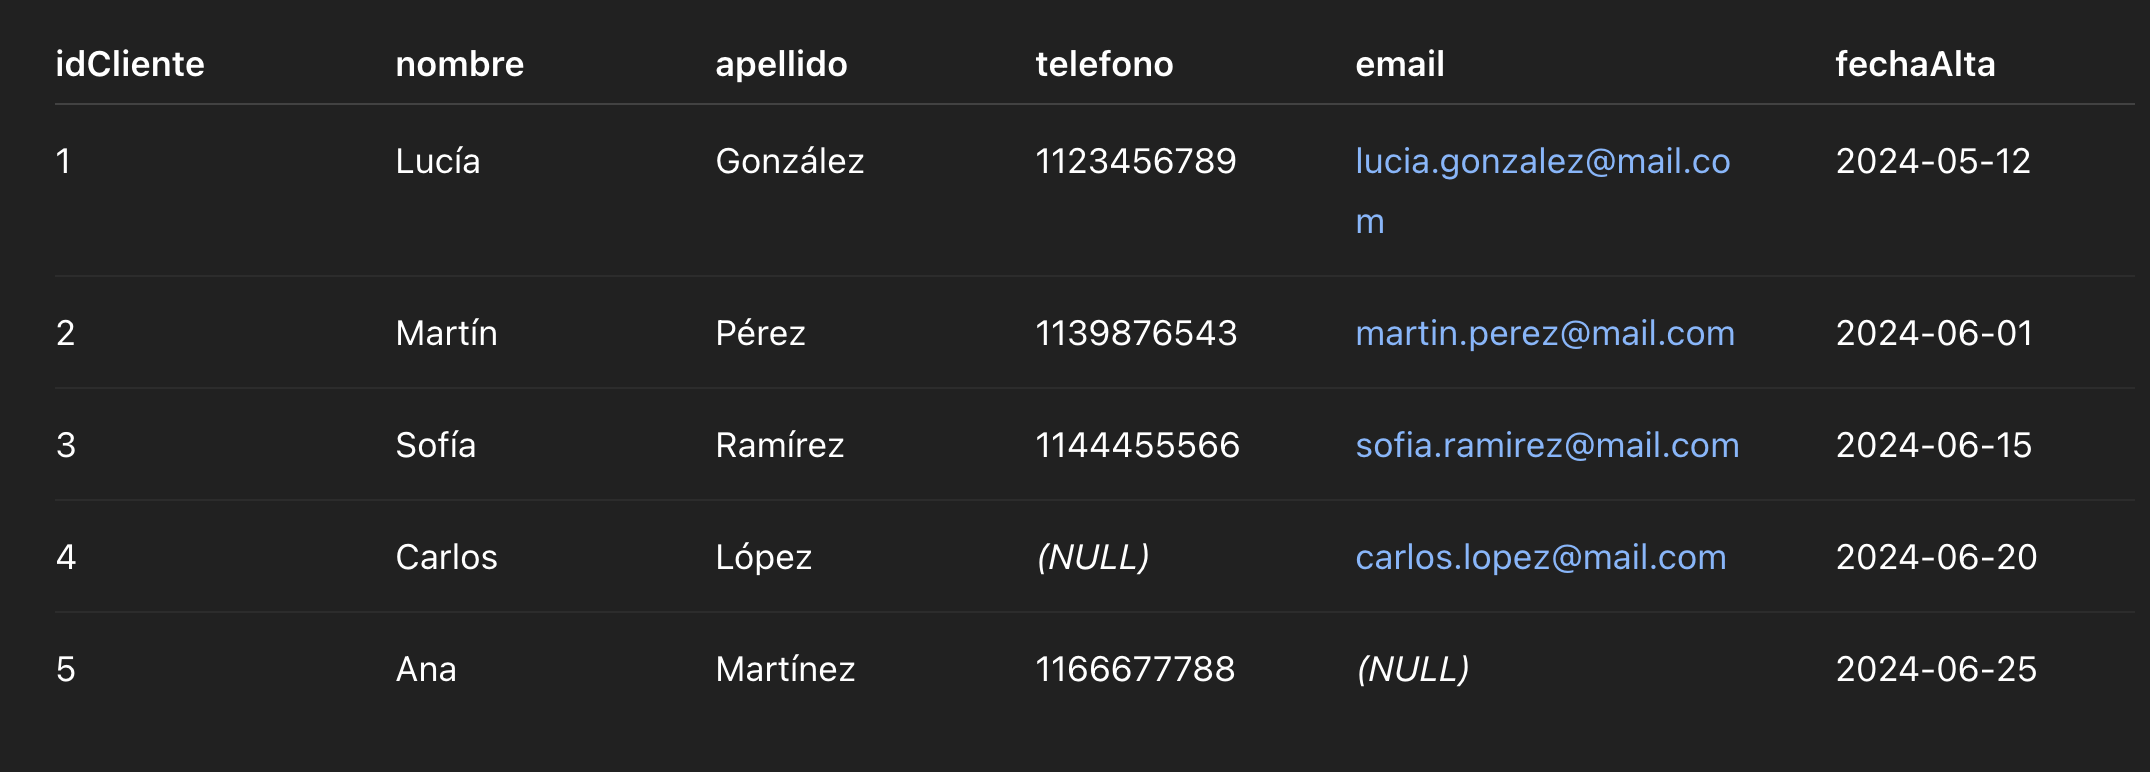 idCliente nombre apellido telefono email fechaAlta
1 Lucía González 1123456789 lucia.gonzalez@mail.co 2024-05-12
m
2 Martín Pérez 1139876543 martin.perez@mail.com 2024-06-01
3 Sofía Ramírez 1144455566 sofia.ramirez@mail.com 2024-06-15
4 Carlos López (NULL) carlos.lopez@mail.com 2024-06-20
5 Ana Martínez 1166677788 (NULL) 2024-06-25